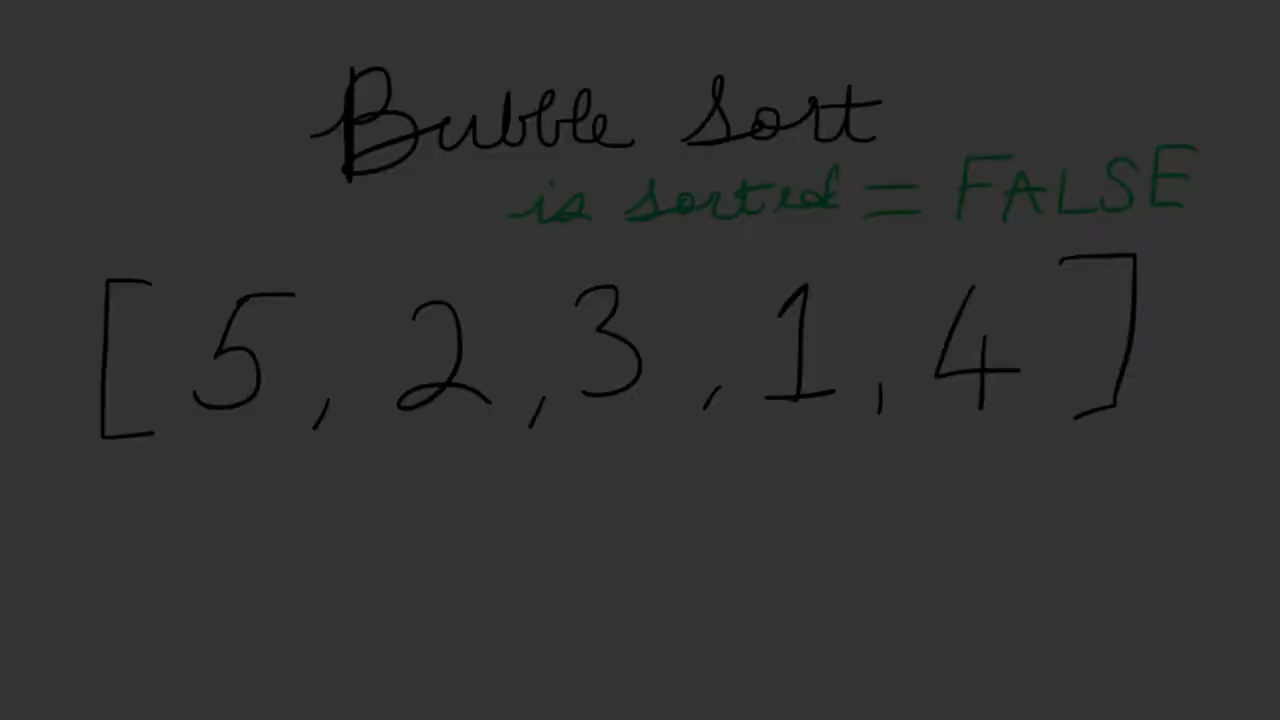 Bubble Sort
is sorted = FALSE
[ 5, 2, 3, 1, 4 ]